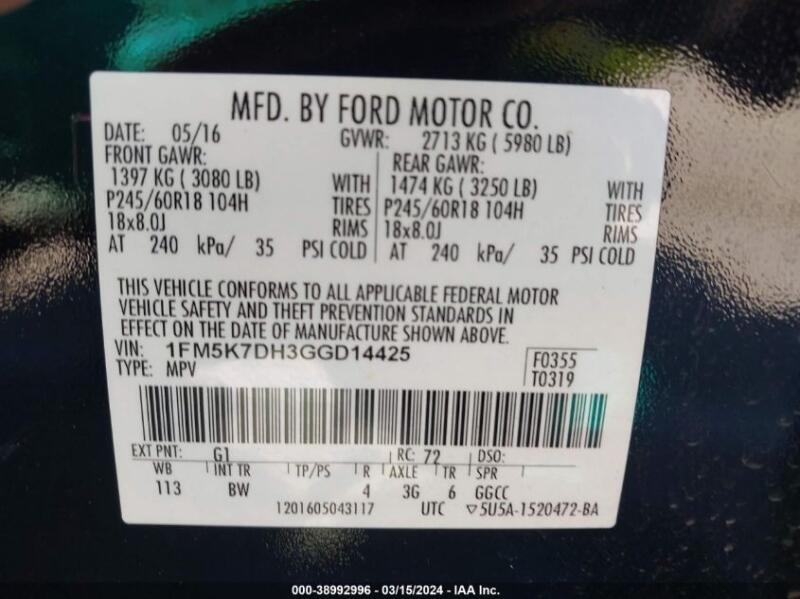 MFD. BY FORD MOTOR CO.
DATE: 05/16 GVWR: 2713 KG ( 5980 LB)
FRONT GAWR: REAR GAWR:
1397 KG ( 3080 LB) WITH 1474 KG ( 3250 LB) WITH
P245/60R18 104H TIRES P245/60R18 104H TIRES
18x8.0J RIMS 18x8.0J RIMS
AT 240 kPa/ 35 PSI COLD AT 240 kPa/ 35 PSI COLD
THIS VEHICLE CONFORMS TO ALL APPLICABLE FEDERAL MOTOR
VEHICLE SAFETY AND THEFT PREVENTION STANDARDS IN
EFFECT ON THE DATE OF MANUFACTURE SHOWN ABOVE.
VIN: 1FM5K7DH3GGD14425 F0355
TYPE: MPV T0319
EXT PNT: G1 RC: 72 DSO:
WB INT TR TP/PS R AXLE TR SPR
113 BW 4 3G 6 GGCC
1201605043117 UTC ▽5U5A-1520472-BA
000-38992996 - 03/15/2024 - IAA Inc.